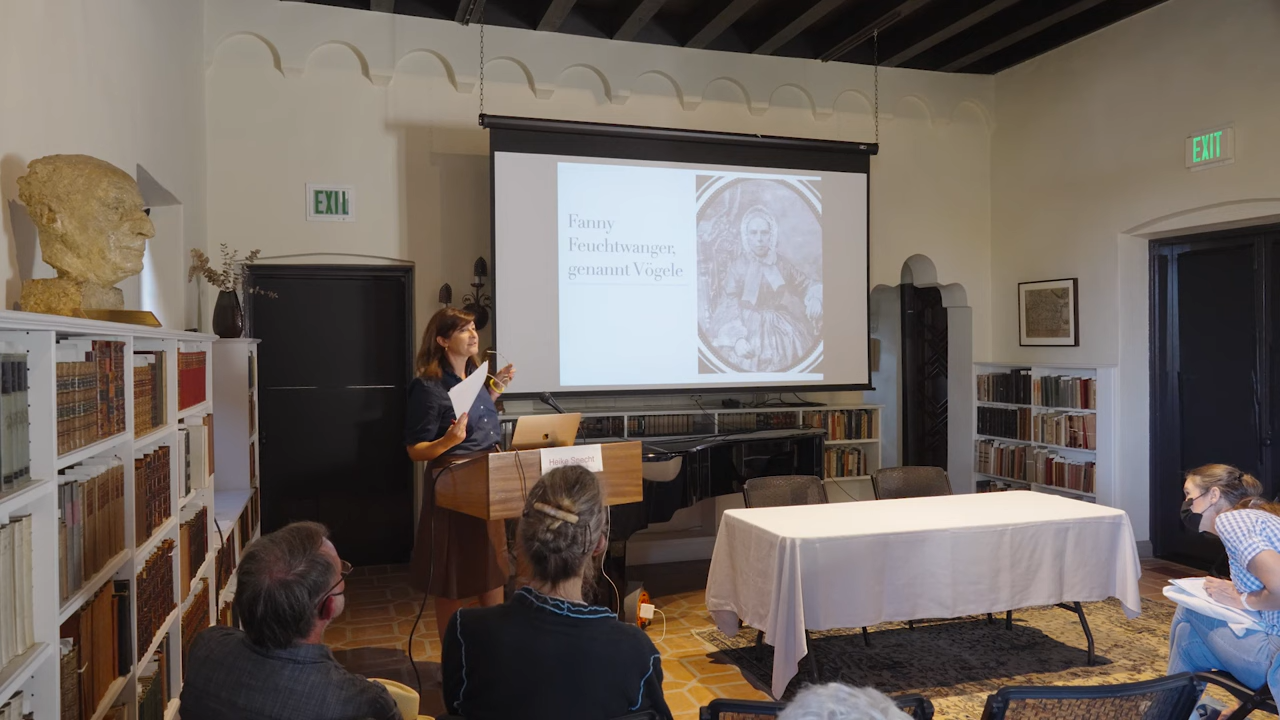 EXIT
EXIT
Fanny
Feuchtwanger,
genannt Vögele
Heike Specht